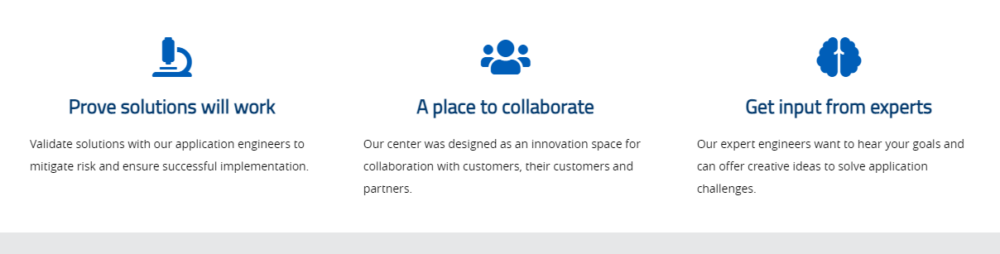 Prove solutions will work
Validate solutions with our application engineers to
mitigate risk and ensure successful implementation.
A place to collaborate
Our center was designed as an innovation space for
collaboration with customers, their customers and
partners.
Get input from experts
Our expert engineers want to hear your goals and
can offer creative ideas to solve application
challenges.